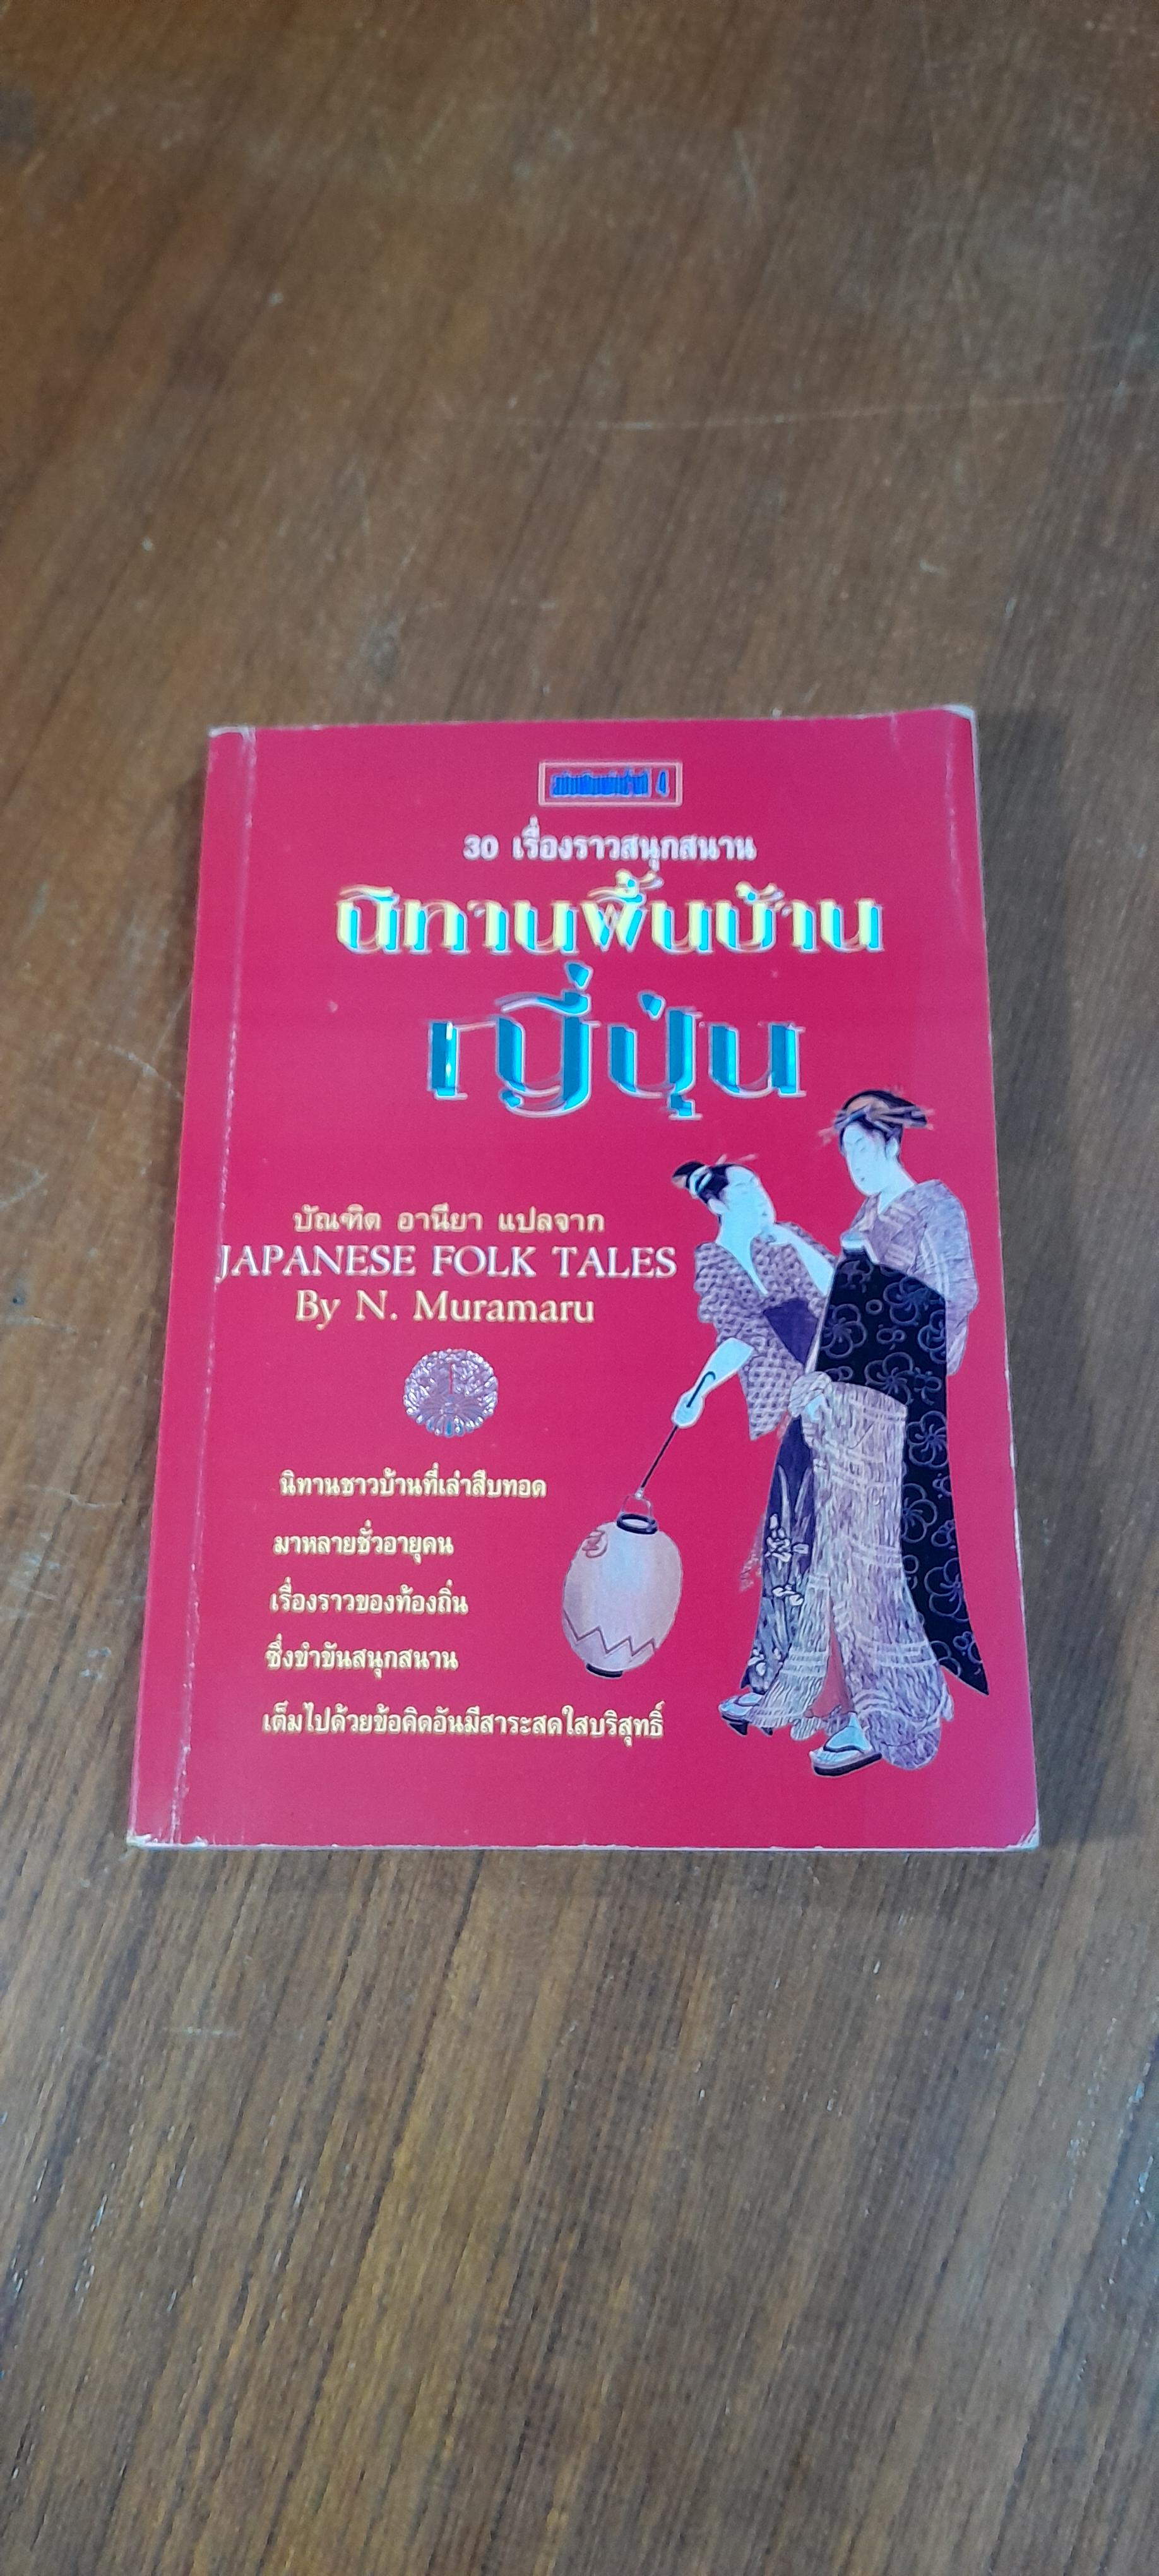 พิมพ์ครั้งที่ 4
30 เรื่องราวสนุกสนาน
นิทานพื้นบ้าน
ญี่ปุ่น
บัณฑิต อานียา แปลจาก
JAPANESE FOLK TALES
By N. Muramaru
นิทานชาวบ้านที่เล่าสืบทอด
มาหลายชั่วอายุคน
เรื่องราวของท้องถิ่น
ซึ่งขำขันสนุกสนาน
เต็มไปด้วยข้อคิดอันมีสาระสดใสบริสุทธิ์